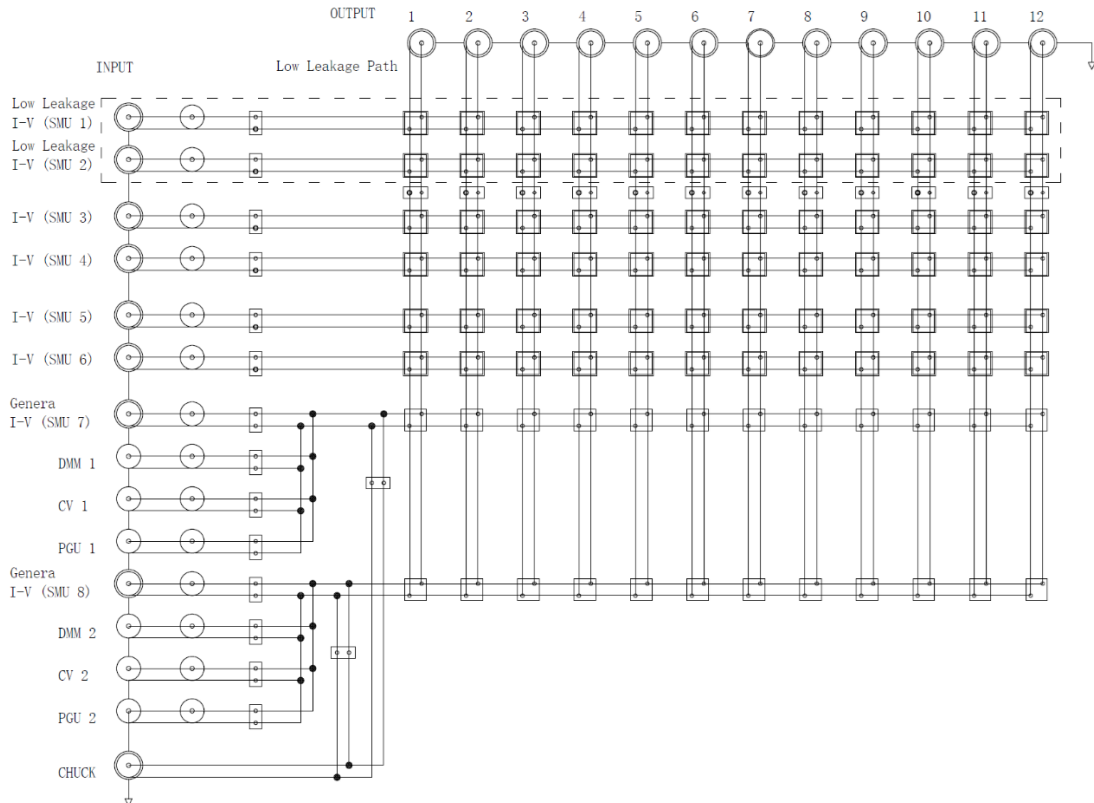 OUTPUT 1 2 3 4 5 6 7 8 9 10 11 12
INPUT
Low Leakage Path
Low Leakage
I-V (SMU 1)
Low Leakage
I-V (SMU 2)
I-V (SMU 3)
I-V (SMU 4)
I-V (SMU 5)
I-V (SMU 6)
Genera
I-V (SMU 7)
DMM 1
CV 1
PGU 1
Genera
I-V (SMU 8)
DMM 2
CV 2
PGU 2
CHUCK